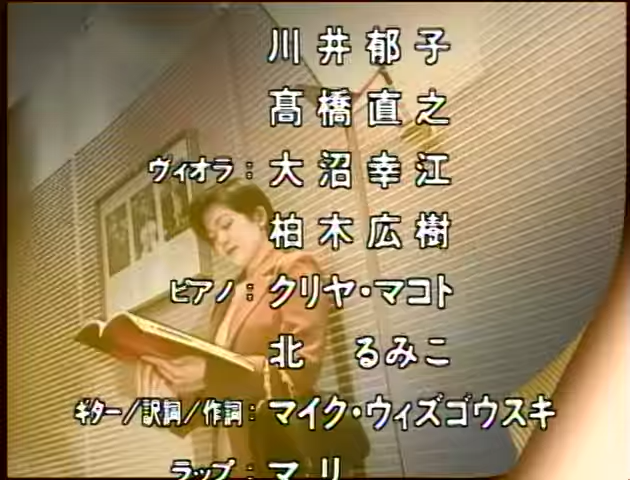 川井郁子
髙橋直之
ヴィオラ：大沼幸江
柏木広樹
ピアノ：クリヤ・マコト
北　るみこ
ギター/訳詞/作詞：マイク・ウィズゴウスキ
ラップ：マリ